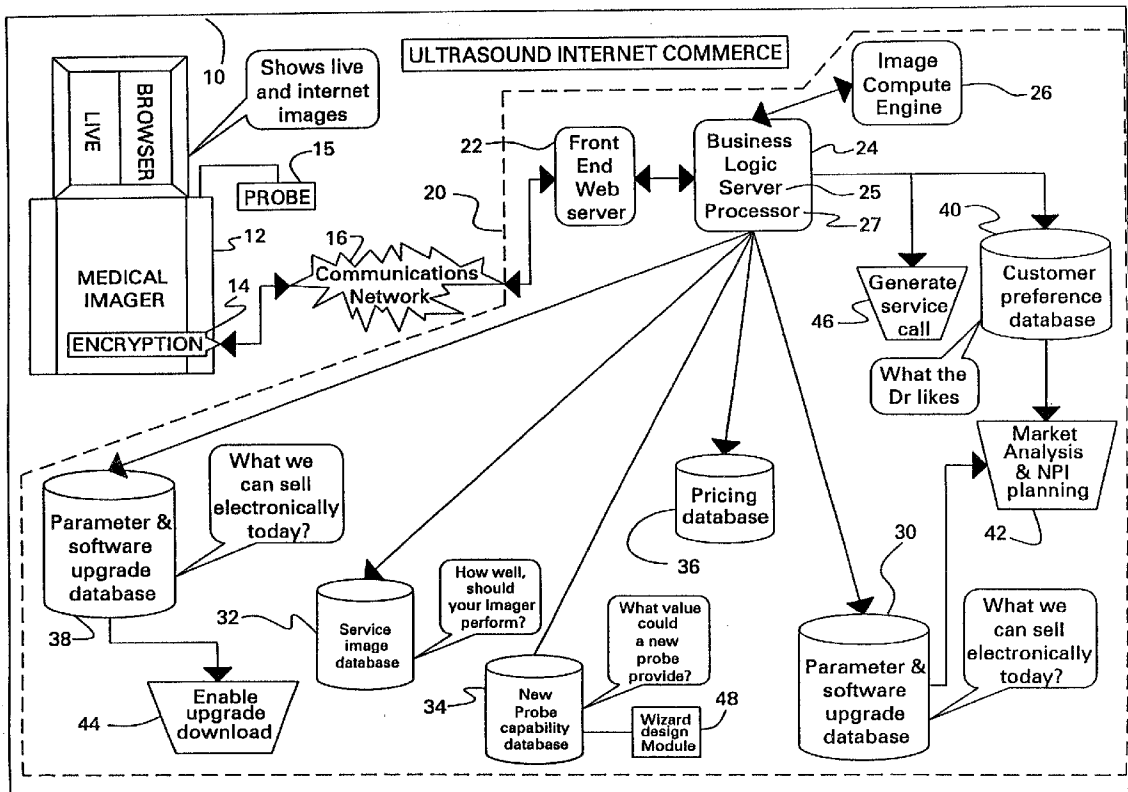 ULTRASOUND INTERNET COMMERCE
10
Shows live
and internet
images
LIVE
BROWSER
15
PROBE
12
MEDICAL
IMAGER
14
ENCRYPTION
16
Communications
Network
20
22
Front
End
Web
server
Business
Logic
Server
Processor
24
25
27
Image
Compute
Engine
26
40
Customer
preference
database
Generate
service
call
46
What the
Dr likes
Market
Analysis
& NPI
planning
42
Parameter &
software
upgrade
database
38
What we
can sell
electronically
today?
Enable
upgrade
download
44
Service
image
database
32
How well,
should
your imager
perform?
New
Probe
capability
database
34
What value
could
a new
probe
provide?
Wizard
design
Module
48
Pricing
database
36
30
Parameter &
software
upgrade
database
What we
can sell
electronically
today?